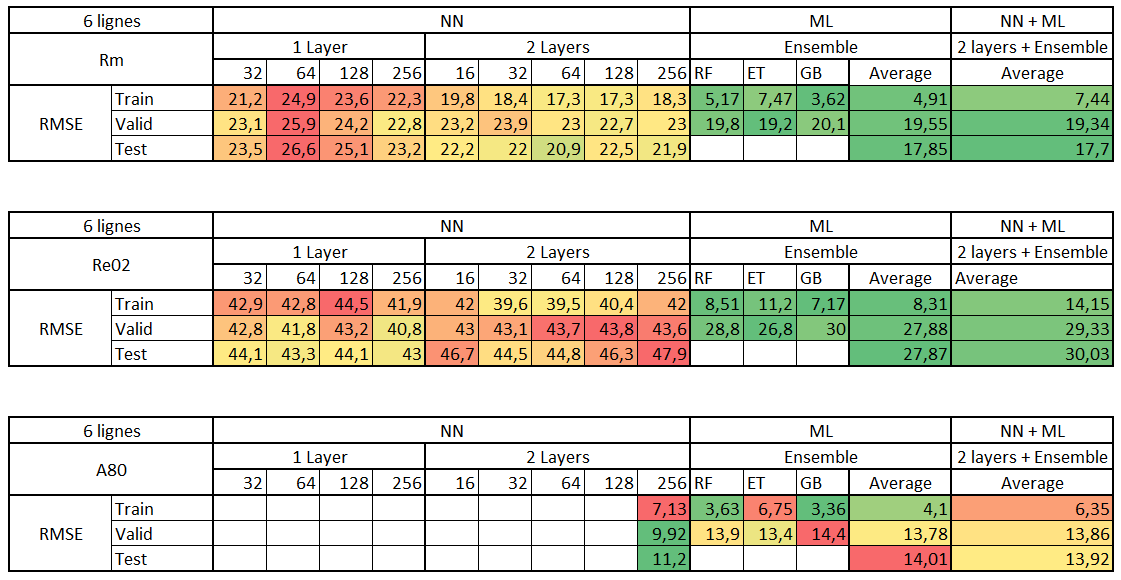 6 lignes NN ML NN + ML
Rm 1 Layer 2 Layers Ensemble 2 layers + Ensemble
32 64 128 256 16 32 64 128 256 RF ET GB Average Average
RMSE Train 21,2 24,9 23,6 22,3 19,8 18,4 17,3 17,3 18,3 5,17 7,47 3,62 4,91 7,44
Valid 23,1 25,9 24,2 22,8 23,2 23,9 23 22,7 23 19,8 19,2 20,1 19,55 19,34
Test 23,5 26,6 25,1 23,2 22,2 22 20,9 22,5 21,9 17,85 17,7
6 lignes NN ML NN + ML
Re02 1 Layer 2 Layers Ensemble 2 layers + Ensemble
32 64 128 256 16 32 64 128 256 RF ET GB Average Average
RMSE Train 42,9 42,8 44,5 41,9 42 39,6 39,5 40,4 42 8,51 11,2 7,17 8,31 14,15
Valid 42,8 41,8 43,2 40,8 43 43,1 43,7 43,8 43,6 28,8 26,8 30 27,88 29,33
Test 44,1 43,3 44,1 43 46,7 44,5 44,8 46,3 47,9 27,87 30,03
6 lignes NN ML NN + ML
A80 1 Layer 2 Layers Ensemble 2 layers + Ensemble
32 64 128 256 16 32 64 128 256 RF ET GB Average Average
RMSE Train 7,13 3,63 6,75 3,36 4,1 6,35
Valid 9,92 13,9 13,4 14,4 13,78 13,86
Test 11,2 14,01 13,92